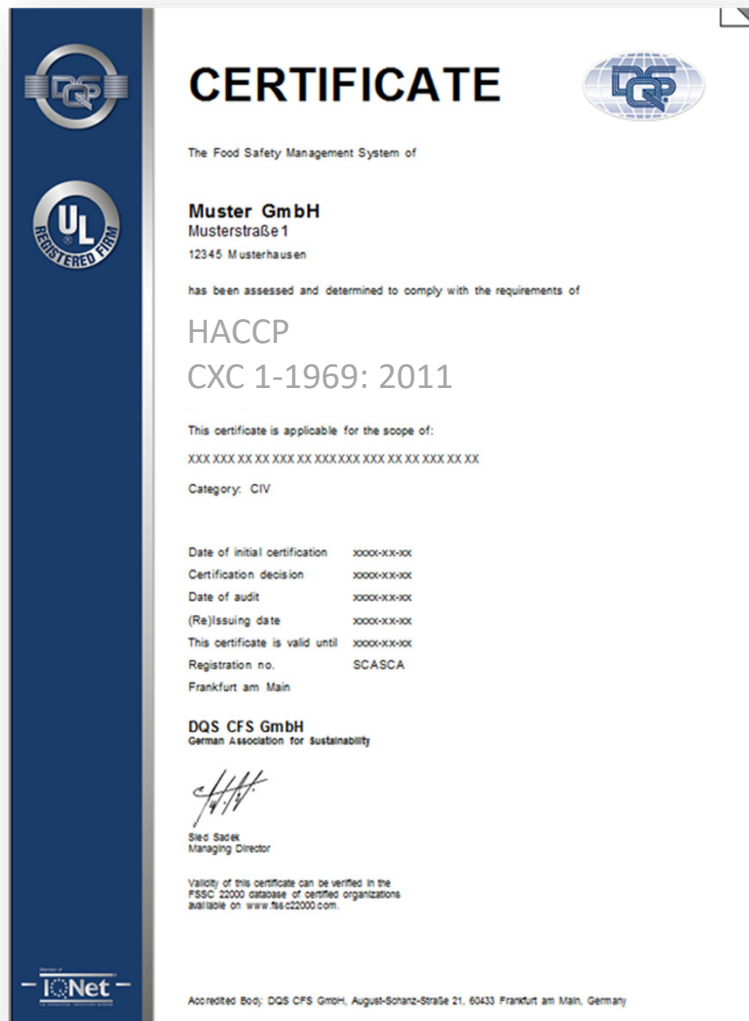 DQS
CERTIFICATE
DQS
The Food Safety Management System of
UL
®
REGISTERED FIRM
Muster GmbH
Musterstraße 1
12345 Musterhausen
has been assessed and determined to comply with the requirements of
HACCP
CXC 1-1969: 2011
This certificate is applicable for the scope of:
XXX XXX XX XX XXX XX XXX XXX XXX XX XX XXX XX XX
Category: CIV
Date of initial certification xxxx-xx-xx
Certification decision xxxx-xx-xx
Date of audit xxxx-xx-xx
(Re)Issuing date xxxx-xx-xx
This certificate is valid until xxxx-xx-xx
Registration no. SCASCA
Frankfurt am Main
DQS CFS GmbH
German Association for Sustainability
Sied Sadek
Managing Director
Validity of this certificate can be verified in the
FSSC 22000 database of certified organizations
available on www.fssc22000.com.
Member of
IQNet
Accredited Body: DQS CFS GmbH, August-Schanz-Straße 21, 60433 Frankfurt am Main, Germany